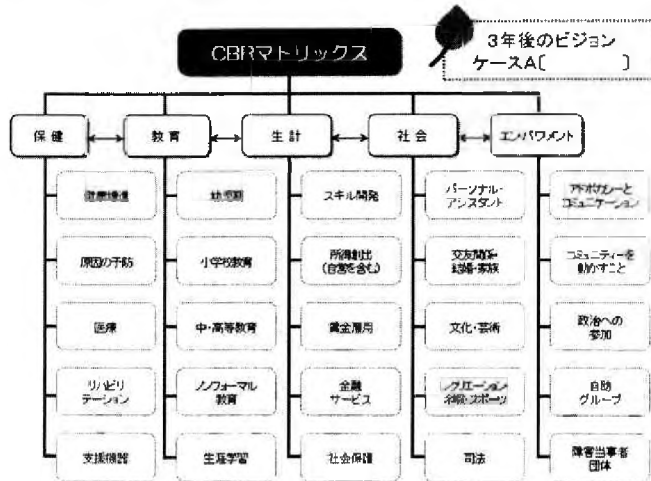 CBRマトリックス
3年後のビジョン
ケースA[　　　　]
保健
教育
生計
社会
エンパワメント
健康増進
幼児期
スキル開発
パーソナル・
アシスタント
アドボカシーと
コミュニケーション
原因の予防
小学校教育
所得創出
(自営を含む)
交友関係・
結婚・家族
コミュニティーを
動かすこと
医療
中・高等教育
賃金雇用
文化・芸術
政治への
参加
リハビリ
テーション
ノンフォーマル
教育
金融
サービス
レクリエーション
・余暇・スポーツ
自助
グループ
支援機器
生涯学習
社会保護
司法
障害当事者
団体